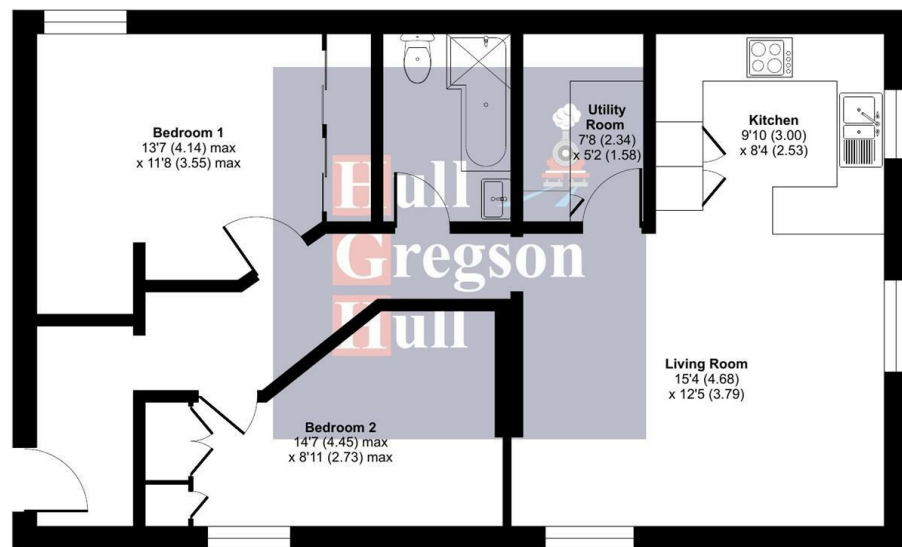 Bedroom 1
13'7 (4.14) max
x 11'8 (3.55) max
Utility
Room
7'8 (2.34)
x 5'2 (1.58)
Kitchen
9'10 (3.00)
x 8'4 (2.53)
Hull
Gregson
Hull
Living Room
15'4 (4.68)
x 12'5 (3.79)
Bedroom 2
14'7 (4.45) max
x 8'11 (2.73) max